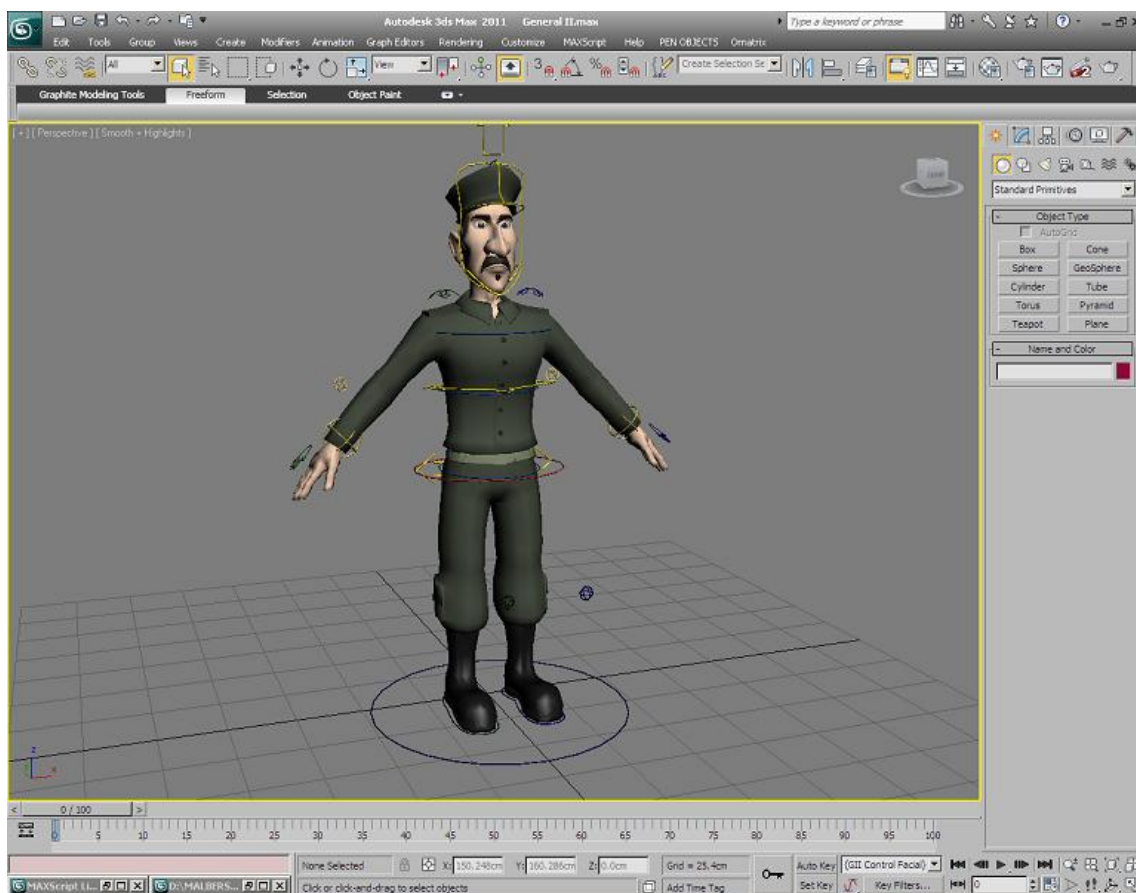 Autodesk 3ds Max 2011 General II.max
Type a keyword or phrase
Edit Tools Group Views Create Modifiers Animation Graph Editors Rendering Customize MAXScript Help PEN OBJECTS Ornatrix
All View 3 Create Selection Se
Graphite Modeling Tools Freeform Selection Object Paint
[ + ] [ Perspective ] [ Smooth + Highlights ]
Standard Primitives
- Object Type
AutoGrid
Box Cone
Sphere GeoSphere
Cylinder Tube
Torus Pyramid
Teapot Plane
- Name and Color
z
x
< 0 / 100 >
0 5 10 15 20 25 30 35 40 45 50 55 60 65 70 75 80 85 90 95 100
None Selected X: 150.248cm Y: 160.286cm Z: 0.0cm Grid = 25.4cm Auto Key (GII Control Facial)
MAXScript Li... D:\MALBERS... Click or click-and-drag to select objects Add Time Tag Set Key Key Filters... 0